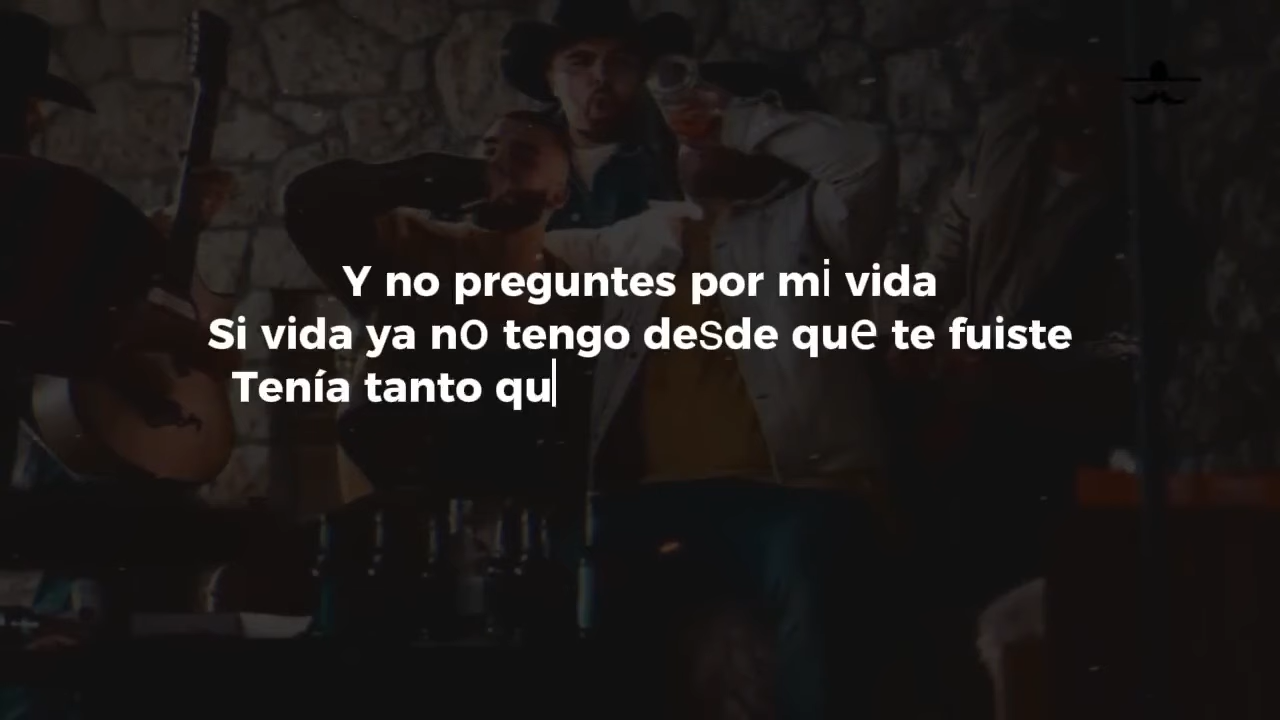 Y no preguntes por mi vida
Si vida ya no tengo desde que te fuiste
Tenía tanto qu